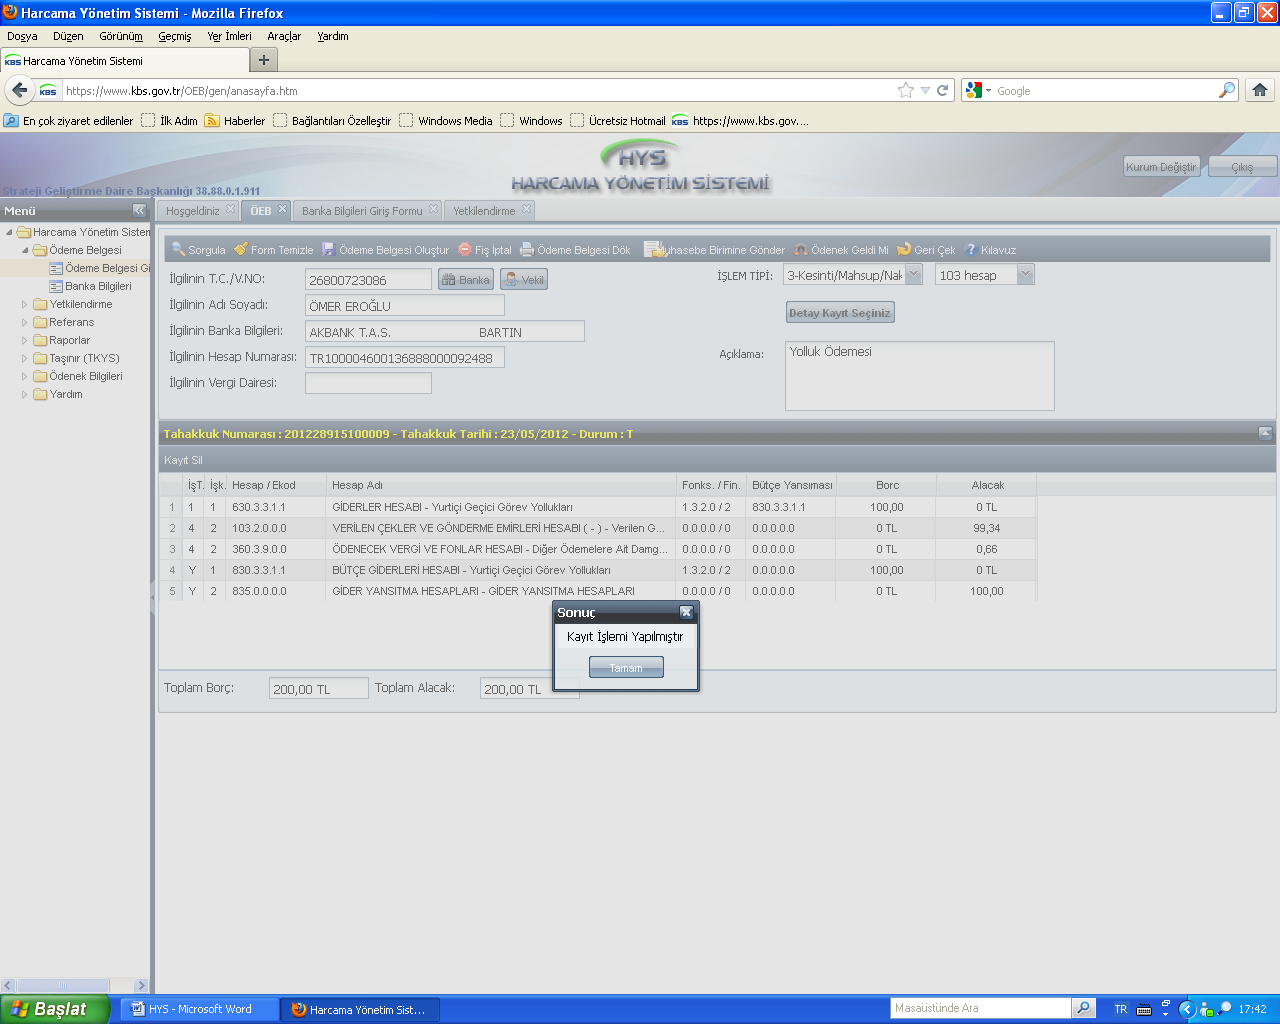 Harcama Yönetim Sistemi - Mozilla Firefox
Dosya Düzen Görünüm Geçmiş Yer İmleri Araçlar Yardım
KBS Harcama Yönetim Sistemi
KBS https://www.kbs.gov.tr/OEB/gen/anasayfa.htm Google
En çok ziyaret edilenler İlk Adım Haberler Bağlantıları Özelleştir Windows Media Windows Ücretsiz Hotmail KBS https://www.kbs.gov....
HYS
HARCAMA YÖNETİM SİSTEMİ
Kurum Değiştir Çıkış
Strateji Geliştirme Daire Başkanlığı 38.88.0.1.911
Menü
Harcama Yönetim Sistem
Ödeme Belgesi
Ödeme Belgesi Gi
Banka Bilgileri
Yetkilendirme
Referans
Raporlar
Taşınır (TKYS)
Ödenek Bilgileri
Yardım
Hoşgeldiniz ÖEB Banka Bilgileri Giriş Formu Yetkilendirme
Sorgula Form Temizle Ödeme Belgesi Oluştur Fiş İptal Ödeme Belgesi Dök Muhasebe Birimine Gönder Ödenek Geldi Mi Geri Çek Kılavuz
İlgilinin T.C./V.NO: 26800723086 Banka Vekil
İŞLEM TİPİ: 3-Kesinti/Mahsup/Nak 103 hesap
İlgilinin Adı Soyadı: ÖMER EROĞLU
Detay Kayıt Seçiniz
İlgilinin Banka Bilgileri: AKBANK T.A.S. BARTIN
İlgilinin Hesap Numarası: TR100004600136888000092488
Açıklama: Yolluk Ödemesi
İlgilinin Vergi Dairesi:
Tahakkuk Numarası : 201228915100009 - Tahakkuk Tarihi : 23/05/2012 - Durum : T
Kayıt Sil
İşT. İşk. Hesap / Ekod Hesap Adı Fonks. / Fin. Bütçe Yansıması Borc Alacak
1 1 1 630.3.3.1.1 GİDERLER HESABI - Yurtiçi Geçici Görev Yollukları 1.3.2.0 / 2 830.3.3.1.1 100,00 0 TL
2 4 2 103.2.0.0.0 VERİLEN ÇEKLER VE GÖNDERME EMİRLERİ HESABI ( - ) - Verilen G... 0.0.0.0 / 0 0.0.0.0.0 0 TL 99,34
3 4 2 360.3.9.0.0 ÖDENECEK VERGİ VE FONLAR HESABI - Diğer Ödemelere Ait Damg... 0.0.0.0 / 0 0.0.0.0.0 0 TL 0,66
4 Y 1 830.3.3.1.1 BÜTÇE GİDERLERİ HESABI - Yurtiçi Geçici Görev Yollukları 1.3.2.0 / 2 0.0.0.0.0 100,00 0 TL
5 Y 2 835.0.0.0.0 GİDER YANSITMA HESAPLARI - GİDER YANSITMA HESAPLARI 0.0.0.0 / 0 0.0.0.0.0 0 TL 100,00
Sonuç
Kayıt İşlemi Yapılmıştır
Tamam
Toplam Borç: 200,00 TL Toplam Alacak: 200,00 TL
Başlat HYS - Microsoft Word Harcama Yönetim Sist... Masaüstünde Ara TR 17:42